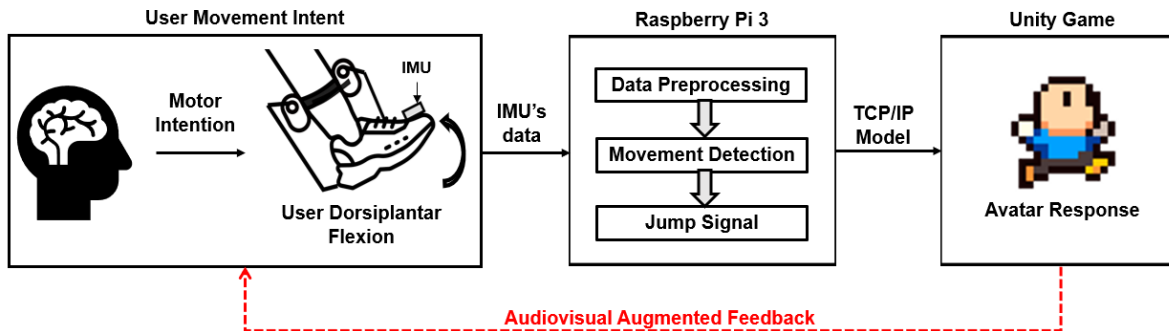 User Movement Intent
Motor
Intention
IMU
User Dorsiplantar
Flexion
IMU's
data
Raspberry Pi 3
Data Preprocessing
Movement Detection
Jump Signal
TCP/IP
Model
Unity Game
Avatar Response
Audiovisual Augmented Feedback